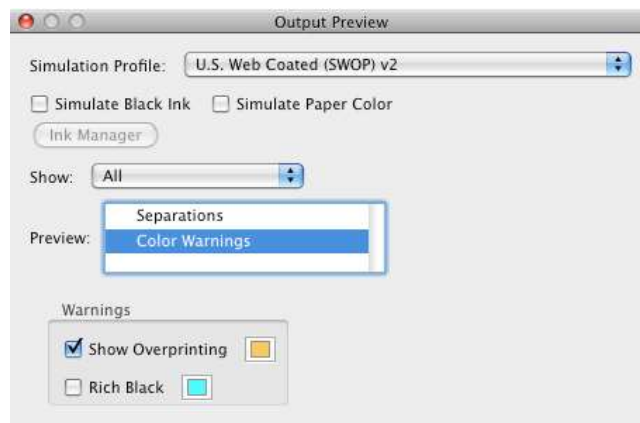 Output Preview
Simulation Profile: U.S. Web Coated (SWOP) v2
Simulate Black Ink Simulate Paper Color
Ink Manager
Show: All
Separations
Preview: Color Warnings
Warnings
Show Overprinting
Rich Black